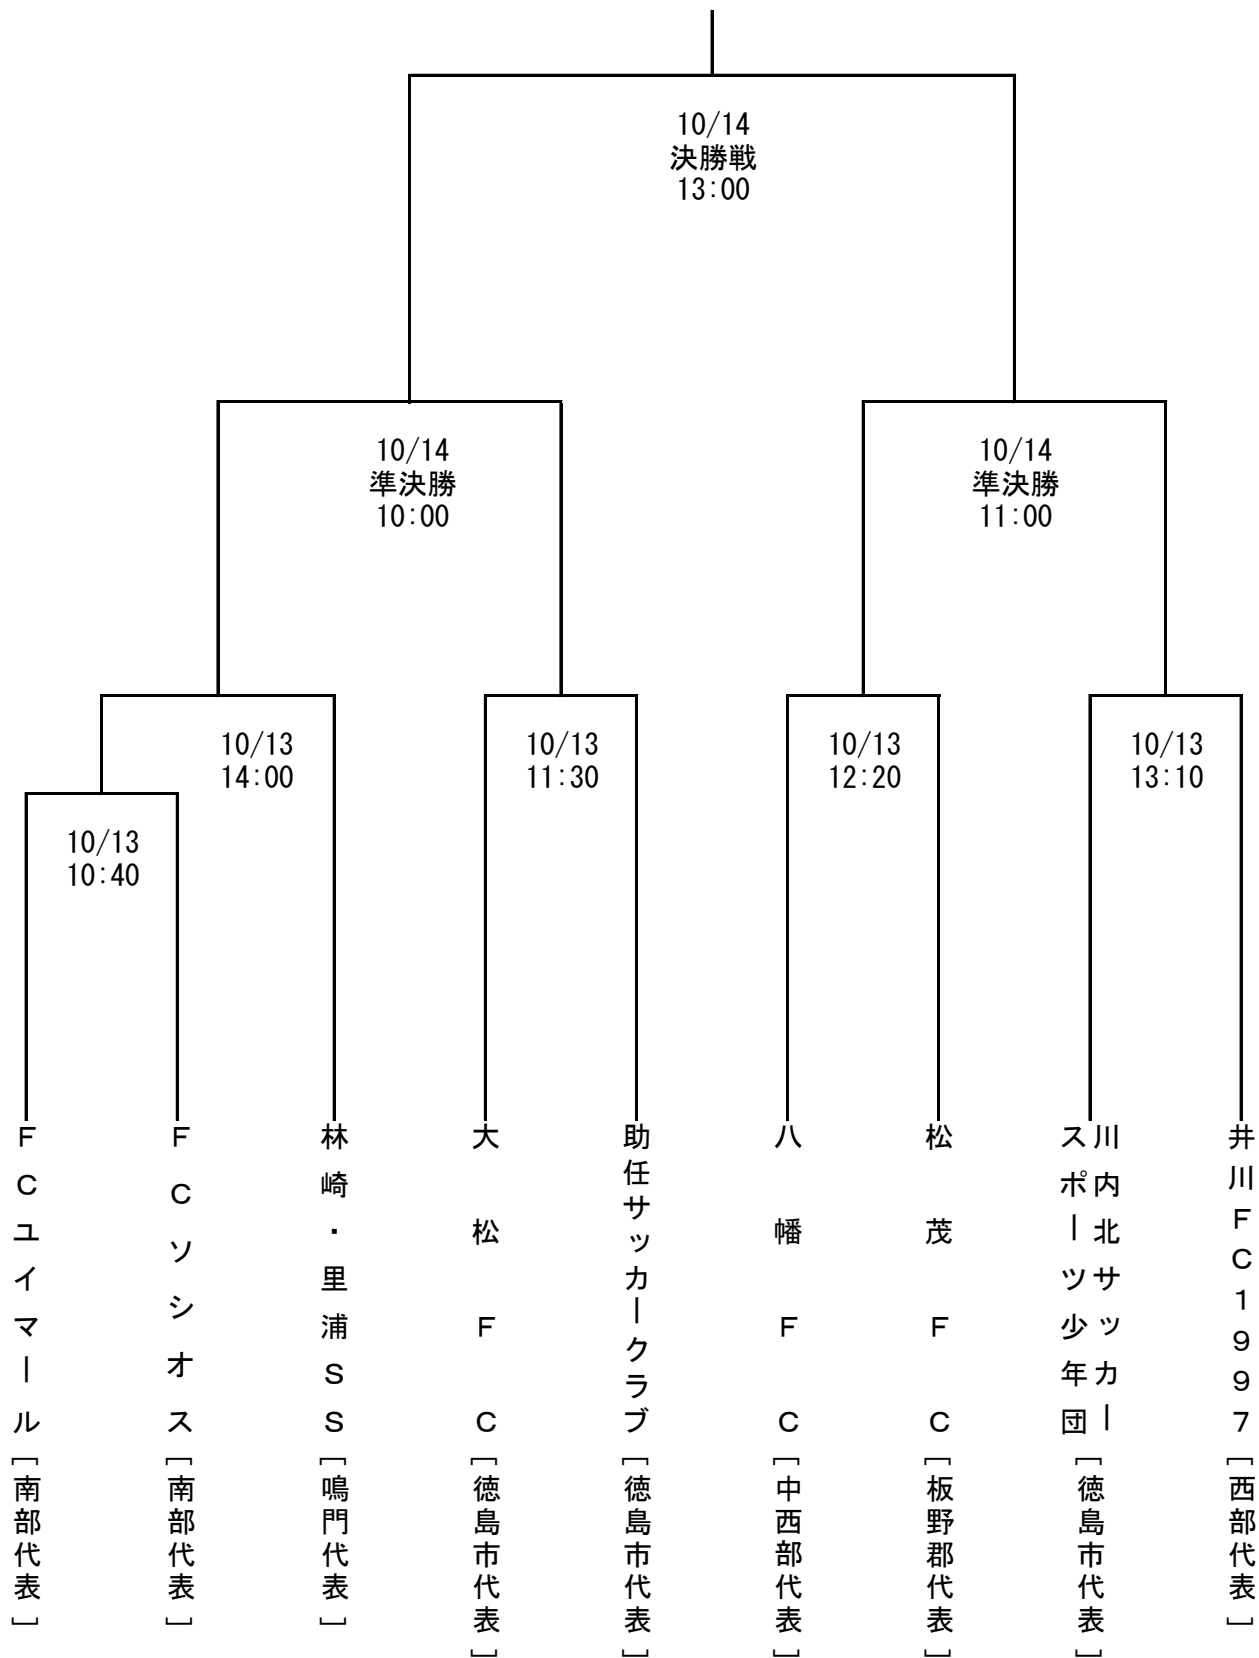 10/14
決勝戦
13:00
10/14
準決勝
10:00
10/14
準決勝
11:00
10/13
14:00
10/13
11:30
10/13
12:20
10/13
13:10
10/13
10:40
FCユイマール[南部代表]
FCソシオス[南部代表]
林崎・里浦SS[鳴門代表]
大松FC[徳島市代表]
助任サッカークラブ[徳島市代表]
八幡FC[中西部代表]
松茂FC[板野郡代表]
川内北サッカー
スポーツ少年団
[徳島市代表]
井川FC1997[西部代表]